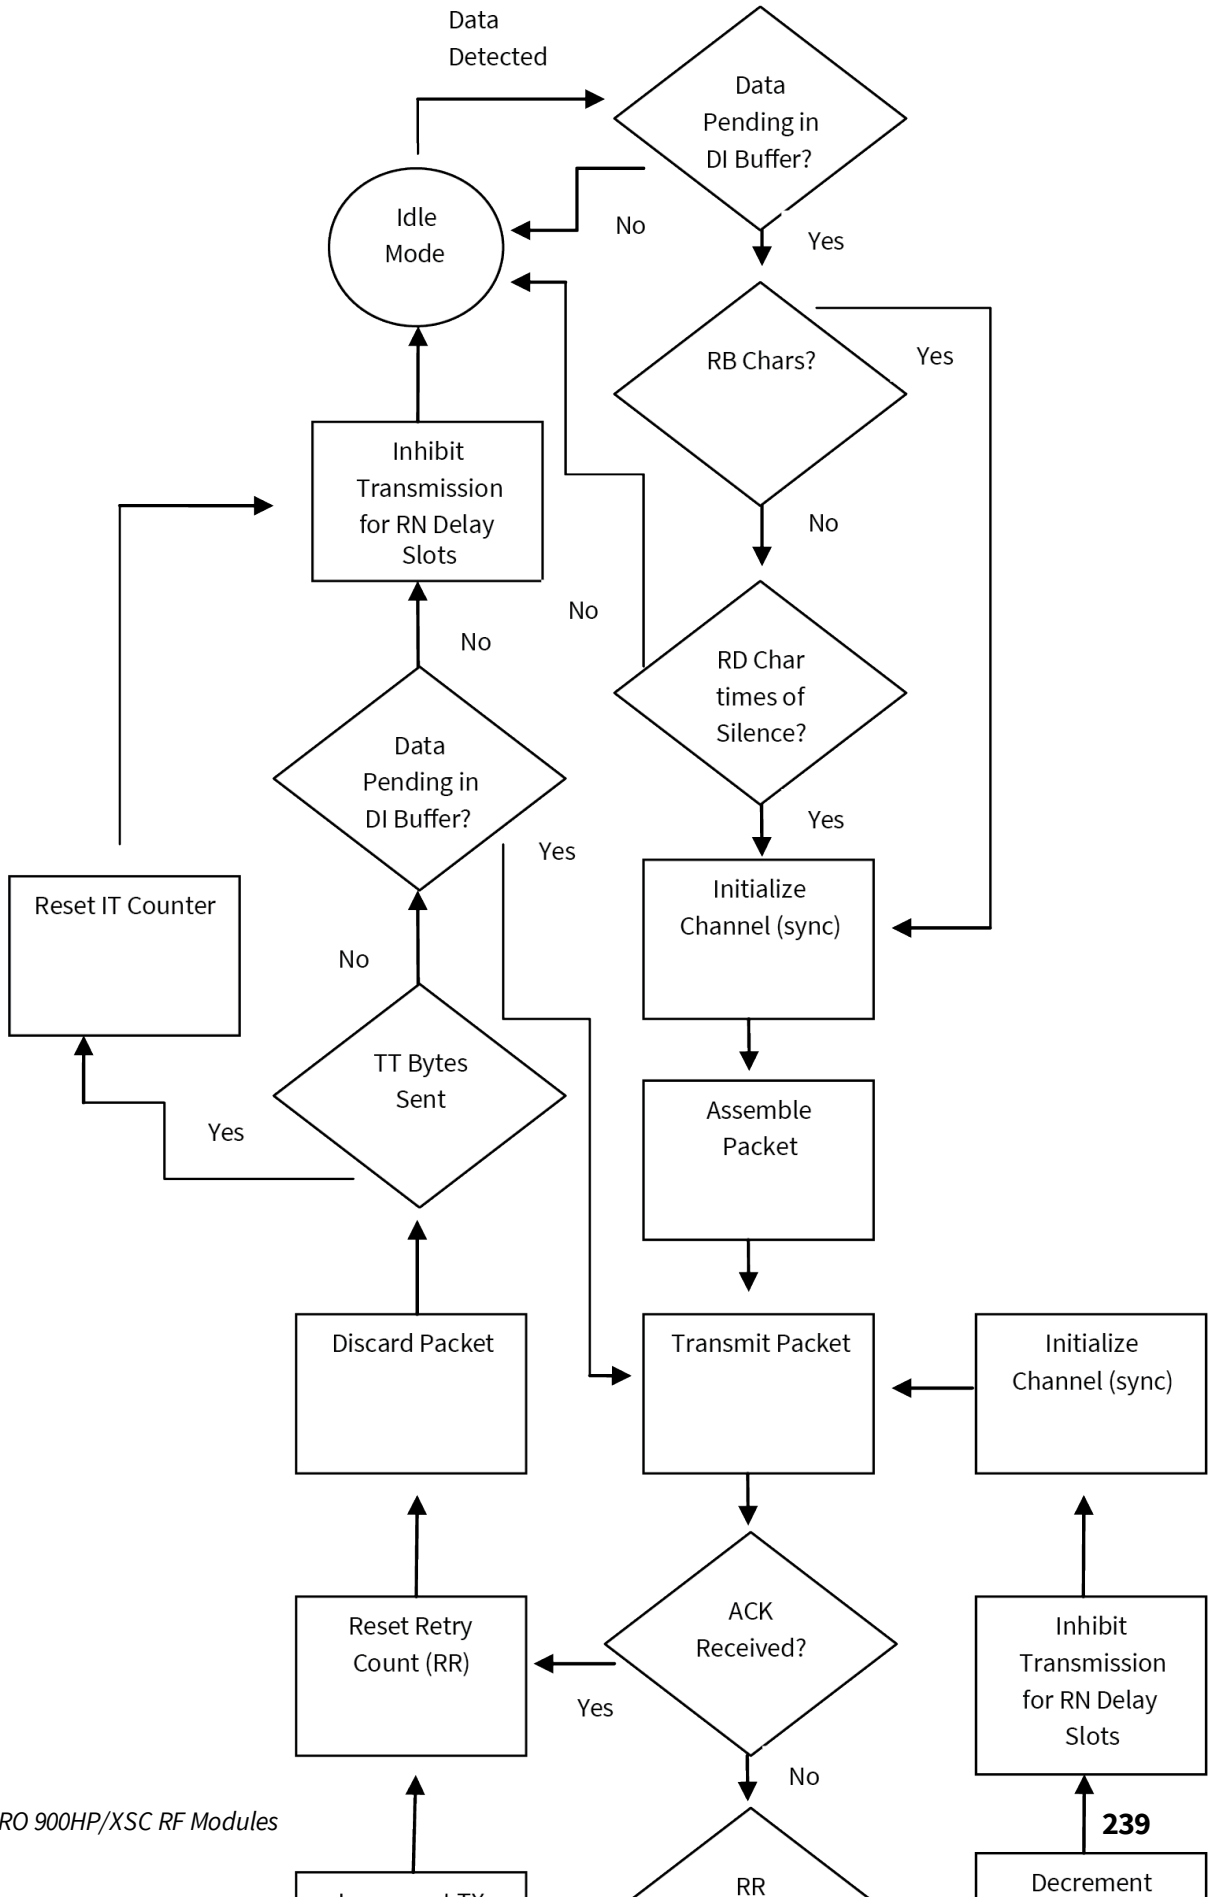 Data
Detected
Data
Pending in
DI Buffer?
Idle
Mode
No
Yes
RB Chars?
Yes
Inhibit
Transmission
for RN Delay
Slots
No
No
No
RD Char
times of
Silence?
Data
Pending in
DI Buffer?
Yes
Yes
Reset IT Counter
Initialize
Channel (sync)
No
TT Bytes
Sent
Yes
Assemble
Packet
Discard Packet
Transmit Packet
Initialize
Channel (sync)
Reset Retry
Count (RR)
ACK
Received?
Inhibit
Transmission
for RN Delay
Slots
Yes
No
RO 900HP/XSC RF Modules
239
RR
Decrement
TX